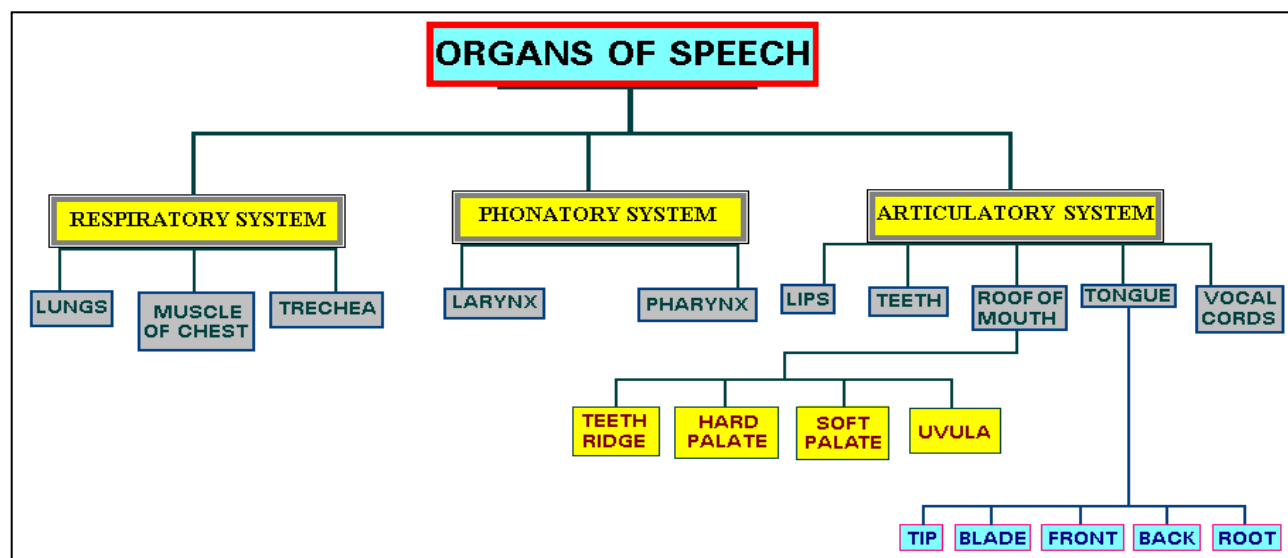 ORGANS OF SPEECH
RESPIRATORY SYSTEM
PHONATORY SYSTEM
ARTICULATORY SYSTEM
LUNGS
MUSCLE
OF CHEST
TRECHEA
LARYNX
PHARYNX
LIPS
TEETH
ROOF OF
MOUTH
TONGUE
VOCAL
CORDS
TEETH
RIDGE
HARD
PALATE
SOFT
PALATE
UVULA
TIP
BLADE
FRONT
BACK
ROOT